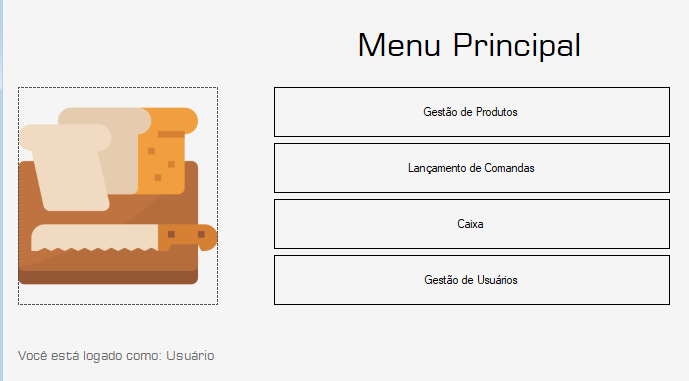 Menu Principal
Gestão de Produtos
Lançamento de Comandas
Caixa
Gestão de Usuários
Você está logado como: Usuário